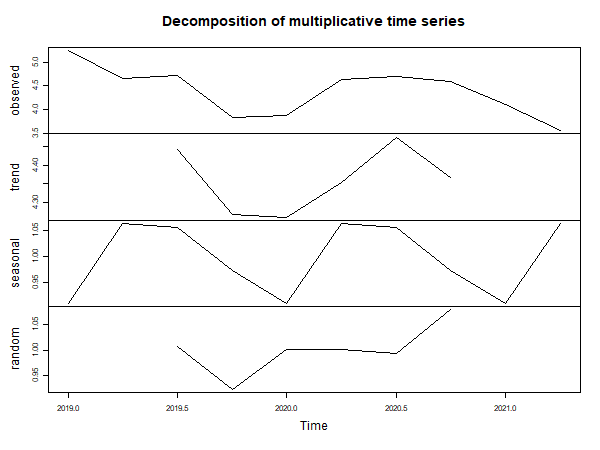 Decomposition of multiplicative time series
observed
3.5 4.0 4.5 5.0
trend
4.30 4.40
seasonal
0.95 1.00 1.05
random
0.95 1.00 1.05
2019.0 2019.5 2020.0 2020.5 2021.0
Time